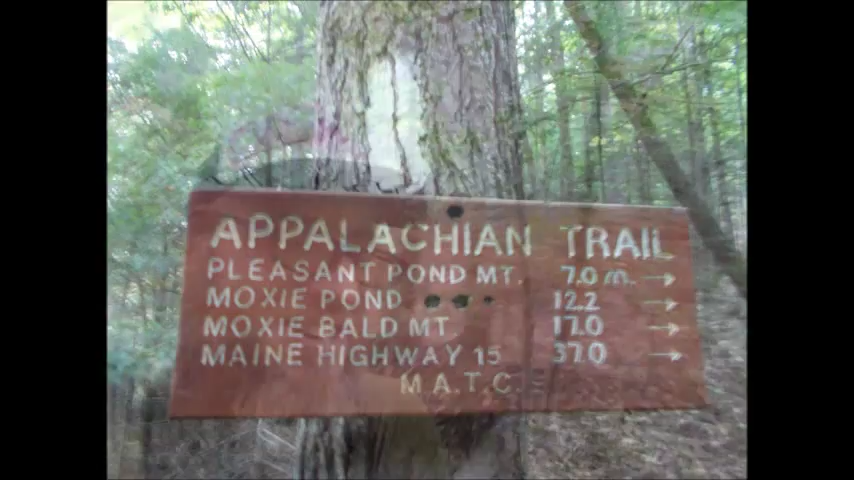 APPALACHIAN TRAIL
PLEASANT POND MT. 7.0 m. →
MOXIE POND 12.2 →
MOXIE BALD MT. 17.0 →
MAINE HIGHWAY 15 37.0 →
M.A.T.C.